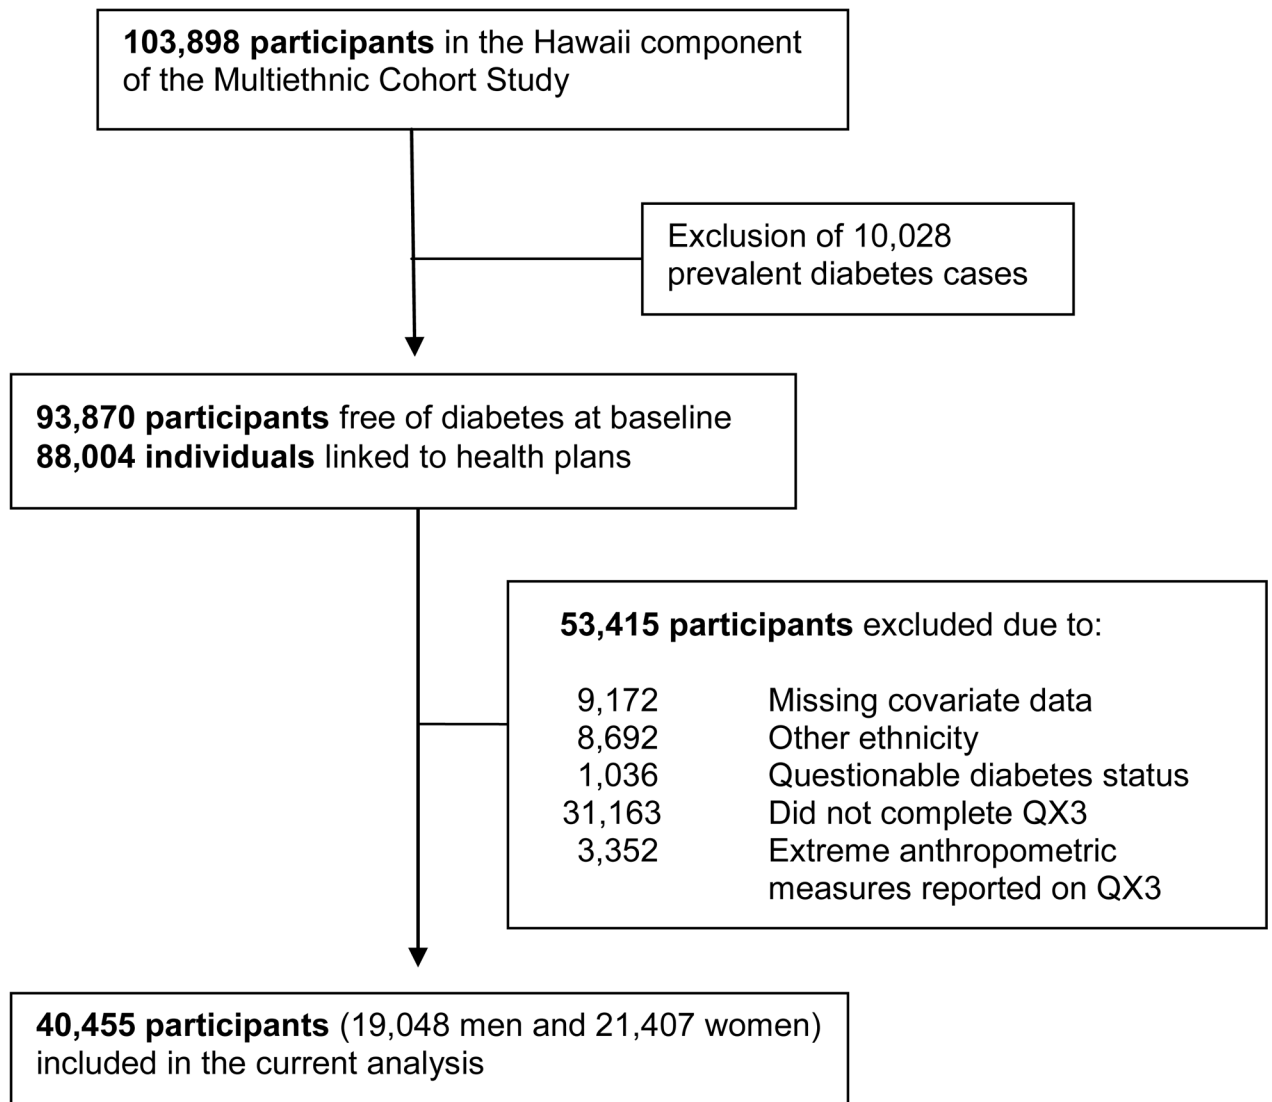 103,898 participants in the Hawaii component
of the Multiethnic Cohort Study
Exclusion of 10,028
prevalent diabetes cases
93,870 participants free of diabetes at baseline
88,004 individuals linked to health plans
53,415 participants excluded due to:
9,172 Missing covariate data
8,692 Other ethnicity
1,036 Questionable diabetes status
31,163 Did not complete QX3
3,352 Extreme anthropometric
measures reported on QX3
40,455 participants (19,048 men and 21,407 women)
included in the current analysis